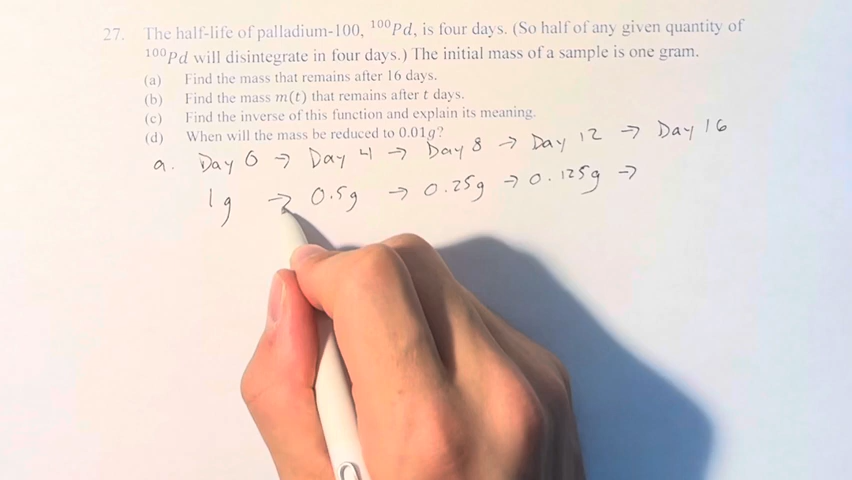 27. The half-life of palladium-100, ¹⁰⁰Pd, is four days. (So half of any given quantity of
¹⁰⁰Pd will disintegrate in four days.) The initial mass of a sample is one gram.
(a) Find the mass that remains after 16 days.
(b) Find the mass m(t) that remains after t days.
(c) Find the inverse of this function and explain its meaning.
(d) When will the mass be reduced to 0.01g?
a. Day 0 → Day 4 → Day 8 → Day 12 → Day 16
1g → 0.5g → 0.25g → 0.125g →